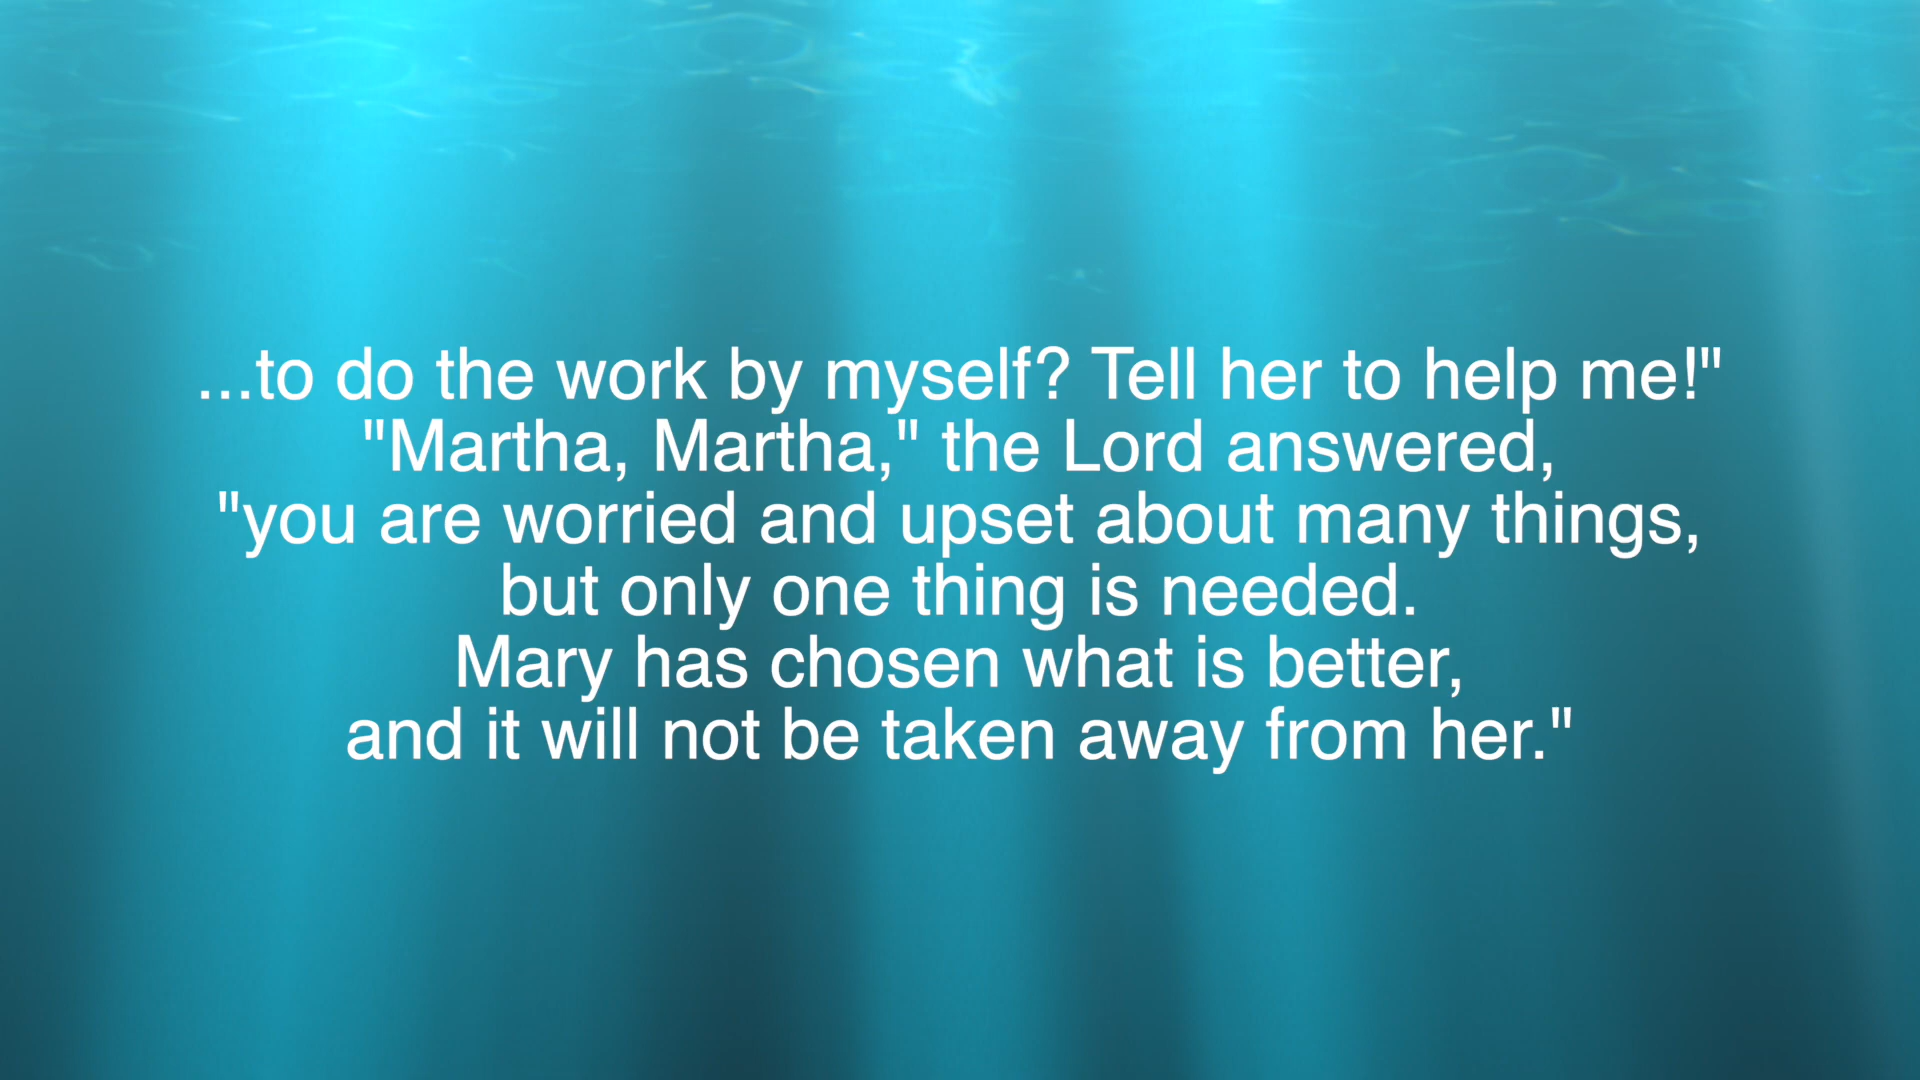 ...to do the work by myself? Tell her to help me!"
"Martha, Martha," the Lord answered,
"you are worried and upset about many things,
but only one thing is needed.
Mary has chosen what is better,
and it will not be taken away from her."